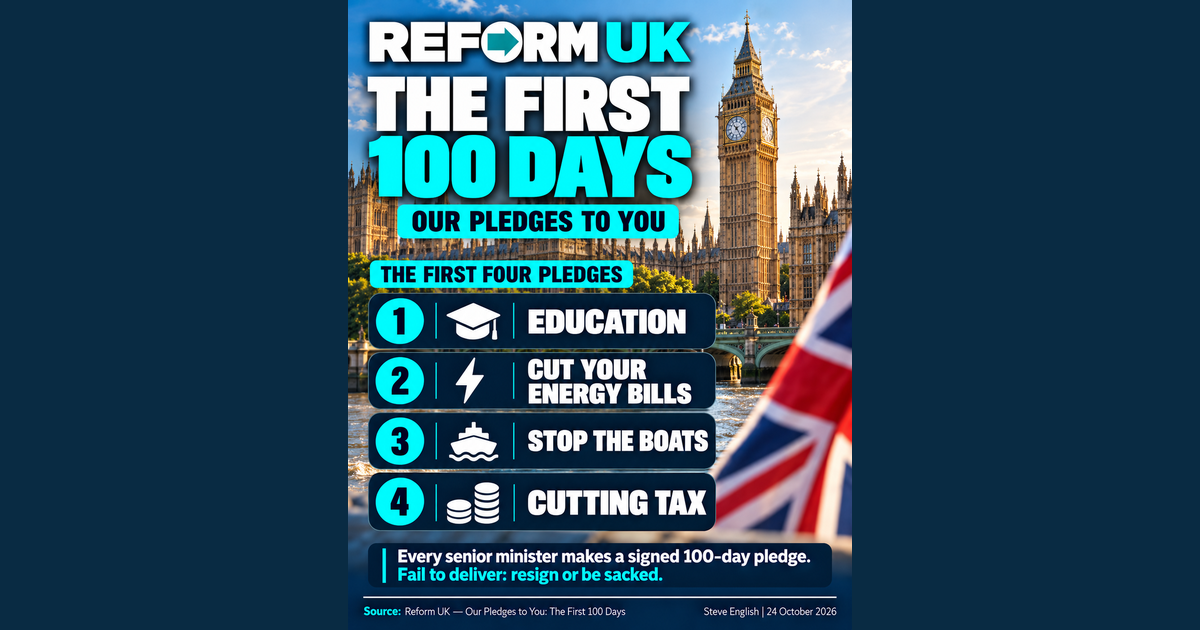 REFORM UK
THE FIRST
100 DAYS
OUR PLEDGES TO YOU
THE FIRST FOUR PLEDGES
1 EDUCATION
2 CUT YOUR
ENERGY BILLS
3 STOP THE BOATS
4 CUTTING TAX
Every senior minister makes a signed 100-day pledge.
Fail to deliver: resign or be sacked.
Source: Reform UK — Our Pledges to You: The First 100 Days
Steve English | 24 October 2026